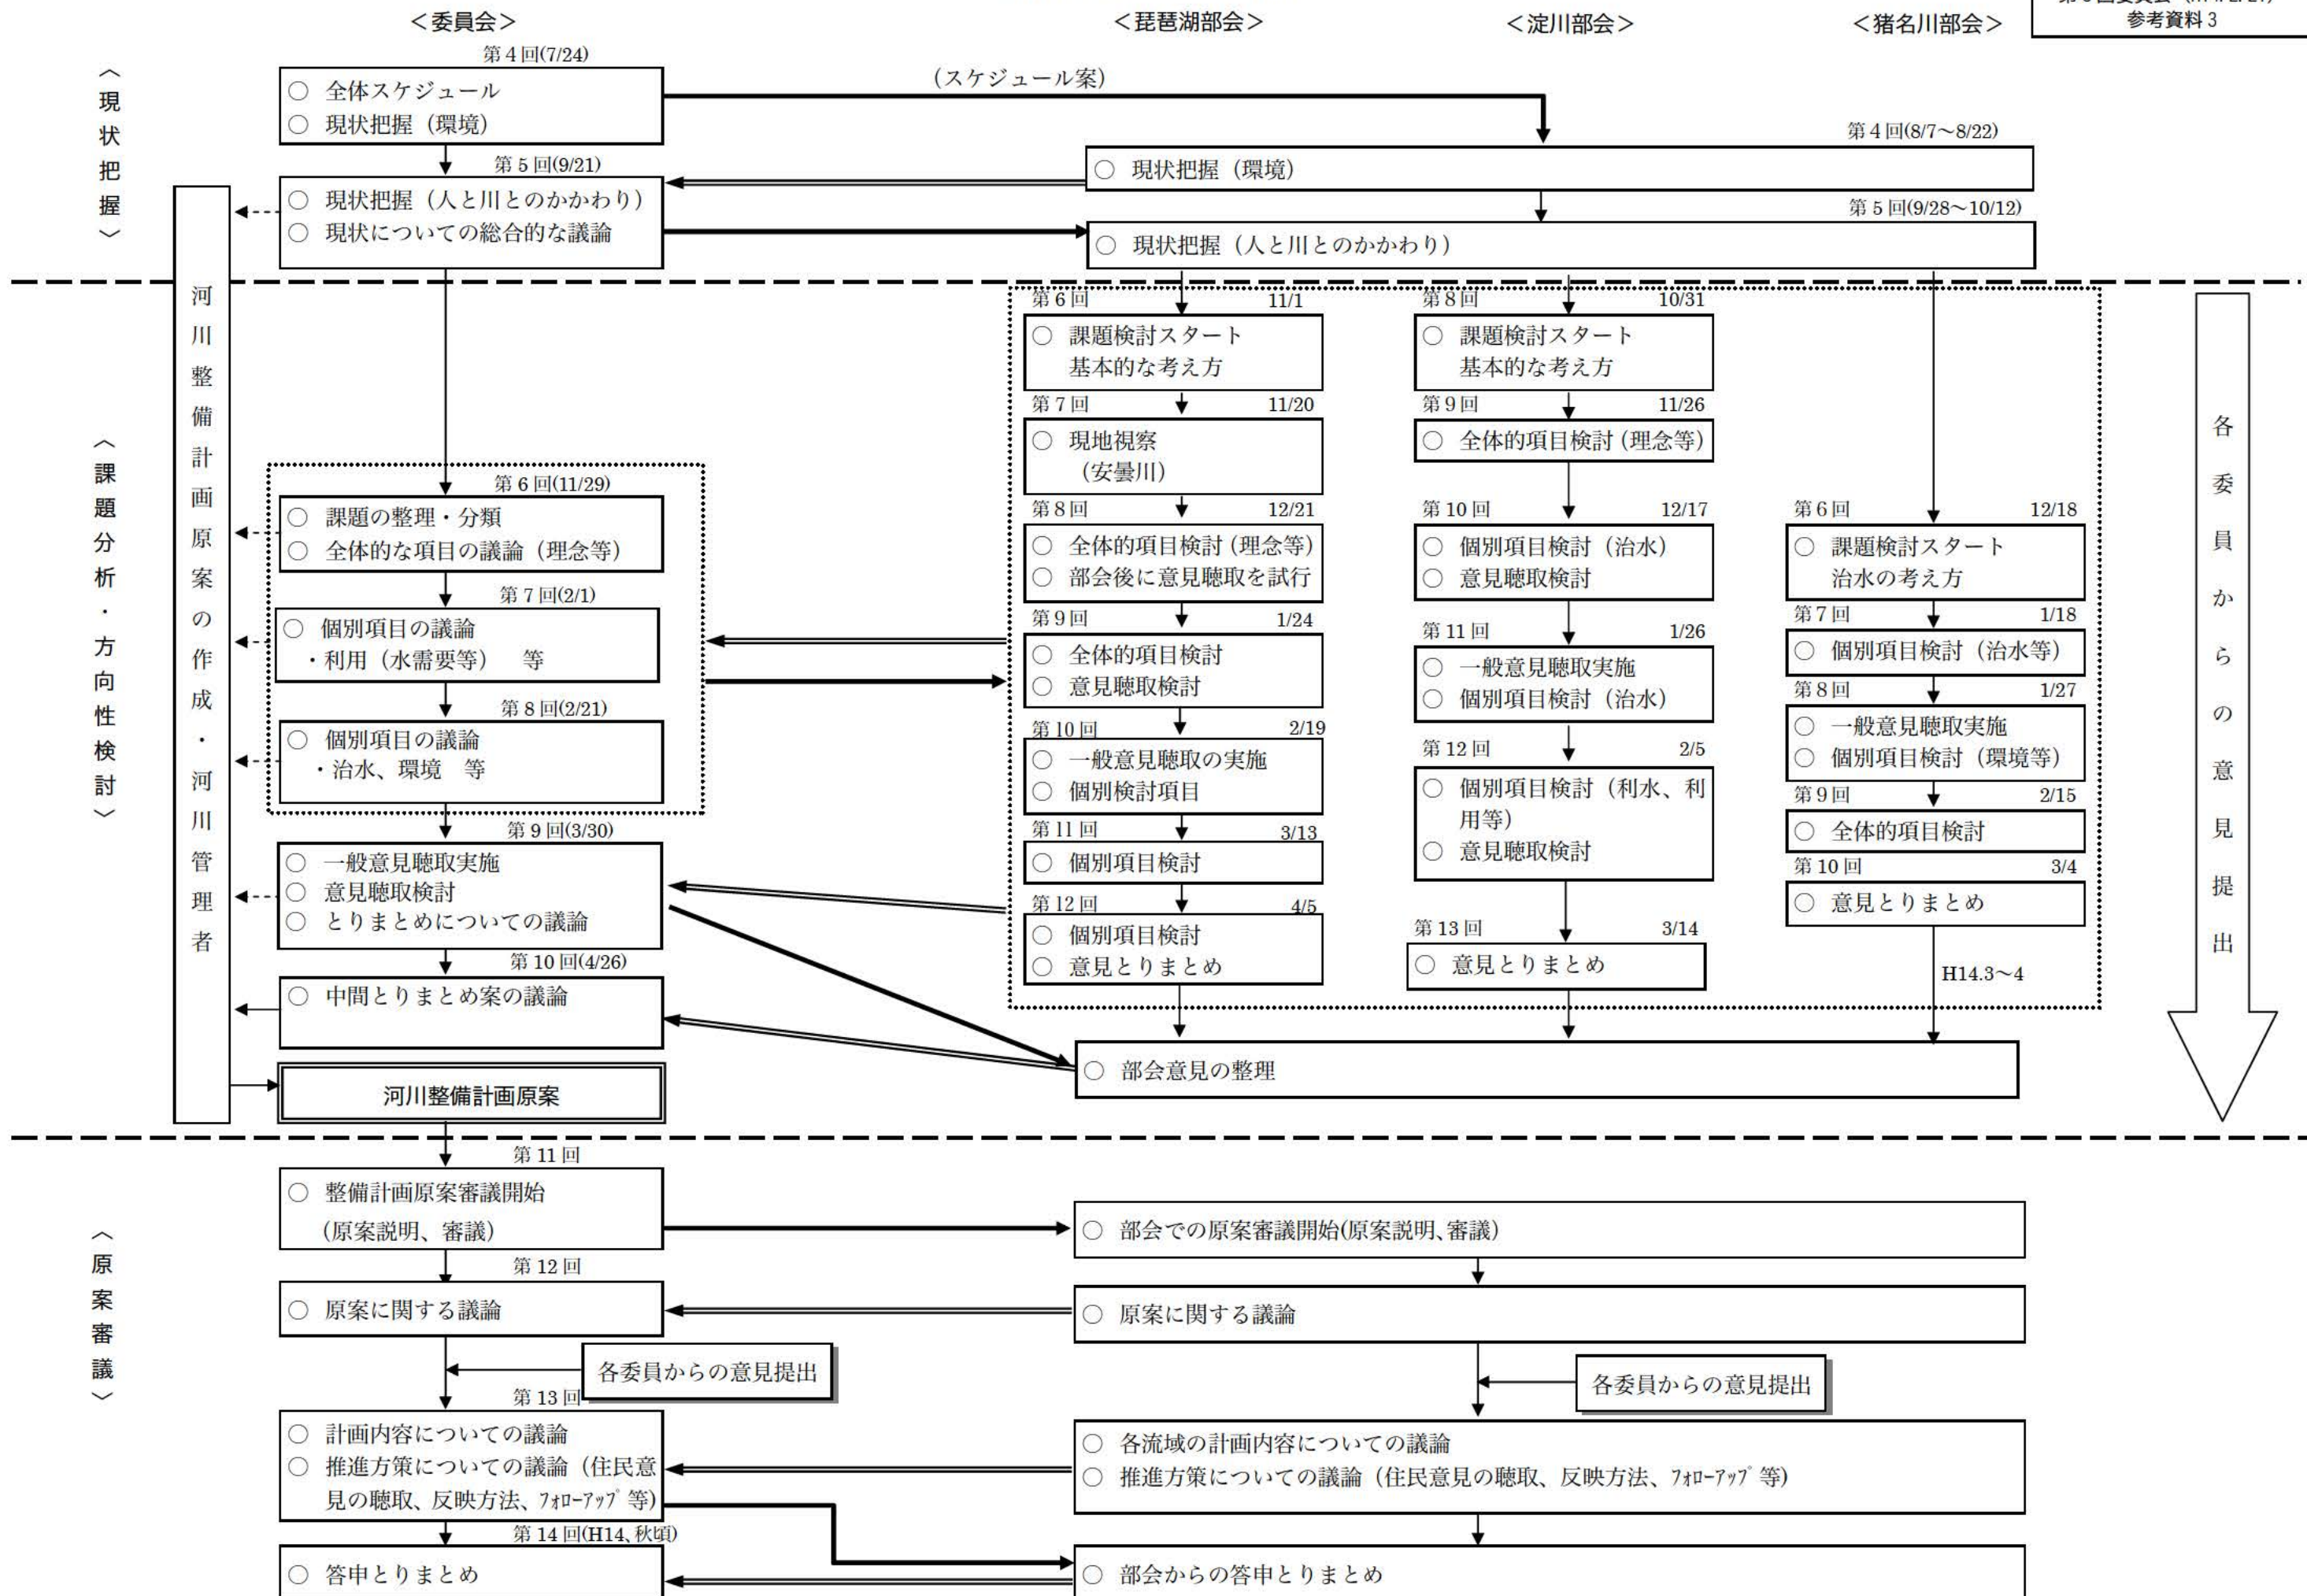 ＜委員会＞
＜琵琶湖部会＞
＜淀川部会＞
＜猪名川部会＞
参考資料 3
〈現状把握〉
第 4 回(7/24)
○ 全体スケジュール
○ 現状把握（環境）
（スケジュール案）
第 4 回(8/7～8/22)
○ 現状把握（環境）
第 5 回(9/21)
○ 現状把握（人と川とのかかわり）
○ 現状についての総合的な議論
第 5 回(9/28～10/12)
○ 現状把握（人と川とのかかわり）
河川整備計画原案の作成・河川管理者
〈課題分析・方向性検討〉
第 6 回(11/29)
○ 課題の整理・分類
○ 全体的な項目の議論（理念等）
第 7 回(2/1)
○ 個別項目の議論
・利用（水需要等） 等
第 8 回(2/21)
○ 個別項目の議論
・治水、環境 等
第 9 回(3/30)
○ 一般意見聴取実施
○ 意見聴取検討
○ とりまとめについての議論
第 10 回(4/26)
○ 中間とりまとめ案の議論
河川整備計画原案
第 6 回 11/1
○ 課題検討スタート
基本的な考え方
第 7 回 11/20
○ 現地視察
（安曇川）
第 8 回 12/21
○ 全体的項目検討（理念等）
○ 部会後に意見聴取を試行
第 9 回 1/24
○ 全体的項目検討
○ 意見聴取検討
第 10 回 2/19
○ 一般意見聴取の実施
○ 個別検討項目
第 11 回 3/13
○ 個別項目検討
第 12 回 4/5
○ 個別項目検討
○ 意見とりまとめ
第 8 回 10/31
○ 課題検討スタート
基本的な考え方
第 9 回 11/26
○ 全体的項目検討（理念等）
第 10 回 12/17
○ 個別項目検討（治水）
○ 意見聴取検討
第 11 回 1/26
○ 一般意見聴取実施
○ 個別項目検討（治水）
第 12 回 2/5
○ 個別項目検討（利水、利
用等）
○ 意見聴取検討
第 13 回 3/14
○ 意見とりまとめ
第 6 回 12/18
○ 課題検討スタート
治水の考え方
第 7 回 1/18
○ 個別項目検討（治水等）
第 8 回 1/27
○ 一般意見聴取実施
○ 個別項目検討（環境等）
第 9 回 2/15
○ 全体的項目検討
第 10 回 3/4
○ 意見とりまとめ
H14.3～4
○ 部会意見の整理
各委員からの意見提出
〈原案審議〉
第 11 回
○ 整備計画原案審議開始
（原案説明、審議）
○ 部会での原案審議開始(原案説明、審議）
第 12 回
○ 原案に関する議論
○ 原案に関する議論
各委員からの意見提出
各委員からの意見提出
第 13 回
○ 計画内容についての議論
○ 推進方策についての議論（住民意
見の聴取、反映方法、ﾌｫﾛｰｱｯﾌﾟ等)
○ 各流域の計画内容についての議論
○ 推進方策についての議論（住民意見の聴取、反映方法、ﾌｫﾛｰｱｯﾌﾟ等)
第 14 回(H14、秋頃)
○ 答申とりまとめ
○ 部会からの答申とりまとめ